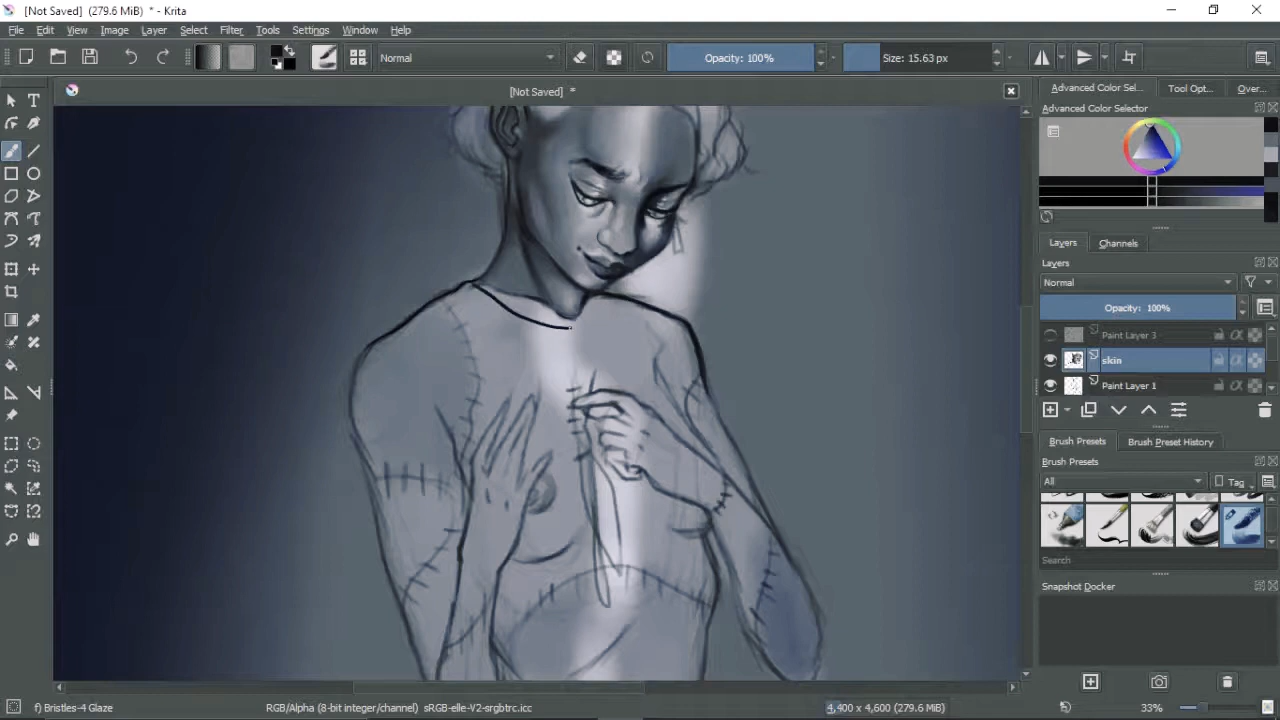 [Not Saved] (279.6 MiB) * - Krita
File Edit View Image Layer Select Filter Tools Settings Window Help
Normal Opacity: 100% Size: 15.63 px
[Not Saved] *
Advanced Color Sel... Tool Opt... Over...
Advanced Color Selector
Layers Channels
Layers
Normal
Opacity: 100%
Paint Layer 3
skin
Paint Layer 1
Brush Presets Brush Preset History
Brush Presets
All Tag
Search
Snapshot Docker
f) Bristles-4 Glaze RGB/Alpha (8-bit integer/channel) sRGB-elle-V2-srgbtrc.icc 4,400 x 4,600 (279.6 MiB) 33%